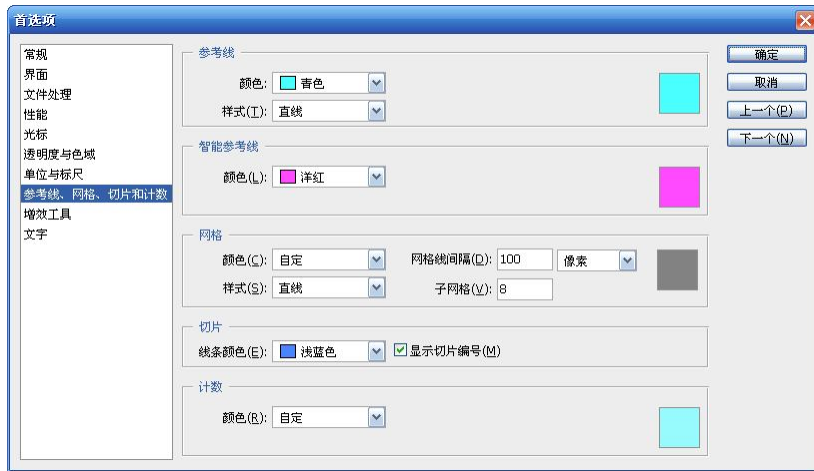 首选项
常规
界面
文件处理
性能
光标
透明度与色域
单位与标尺
参考线、网格、切片和计数
增效工具
文字
参考线
颜色: 青色
样式(T): 直线
智能参考线
颜色(L): 洋红
网格
颜色(C): 自定 网格线间隔(D): 100 像素
样式(S): 直线 子网格(V): 8
切片
线条颜色(E): 浅蓝色 显示切片编号(M)
计数
颜色(R): 自定
确定
取消
上一个(P)
下一个(N)